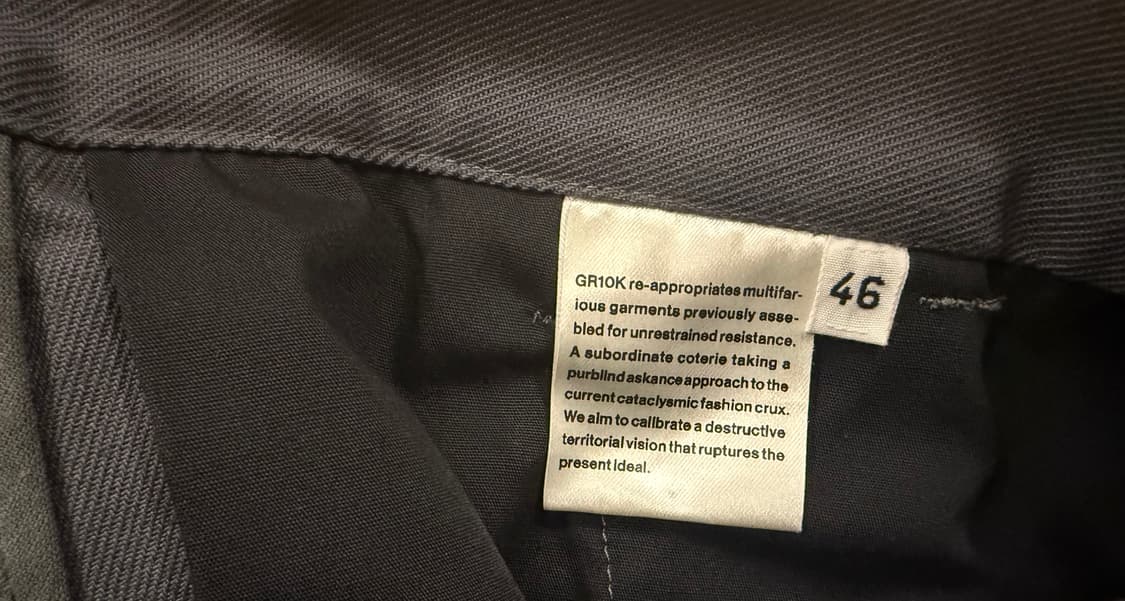 GR10K re-appropriates multifar-
ious garments previously asse-
bled for unrestrained resistance.
A subordinate coterie taking a
purblind askance approach to the
current cataclysmic fashion crux.
We aim to calibrate a destructive
territorial vision that ruptures the
present ideal.
46